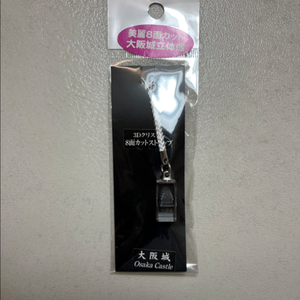 美麗8面カット
大阪城立体像
3Dクリスタル
8面カットストラップ
大阪城
Osaka Castle